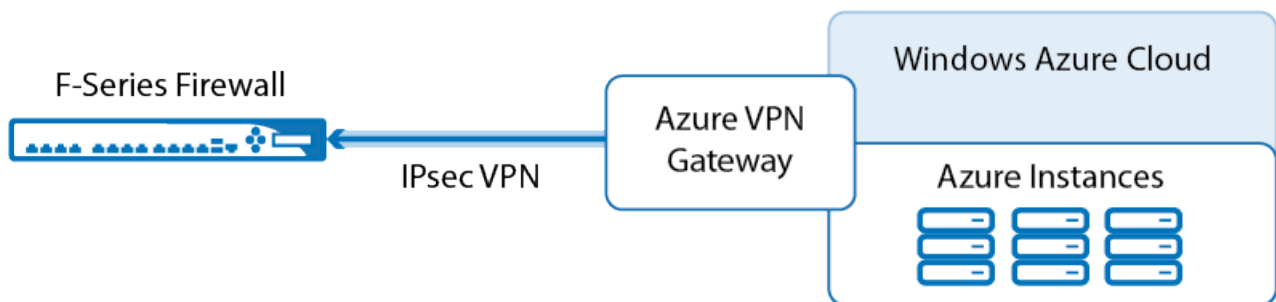 F-Series Firewall
IPsec VPN
Azure VPN
Gateway
Windows Azure Cloud
Azure Instances